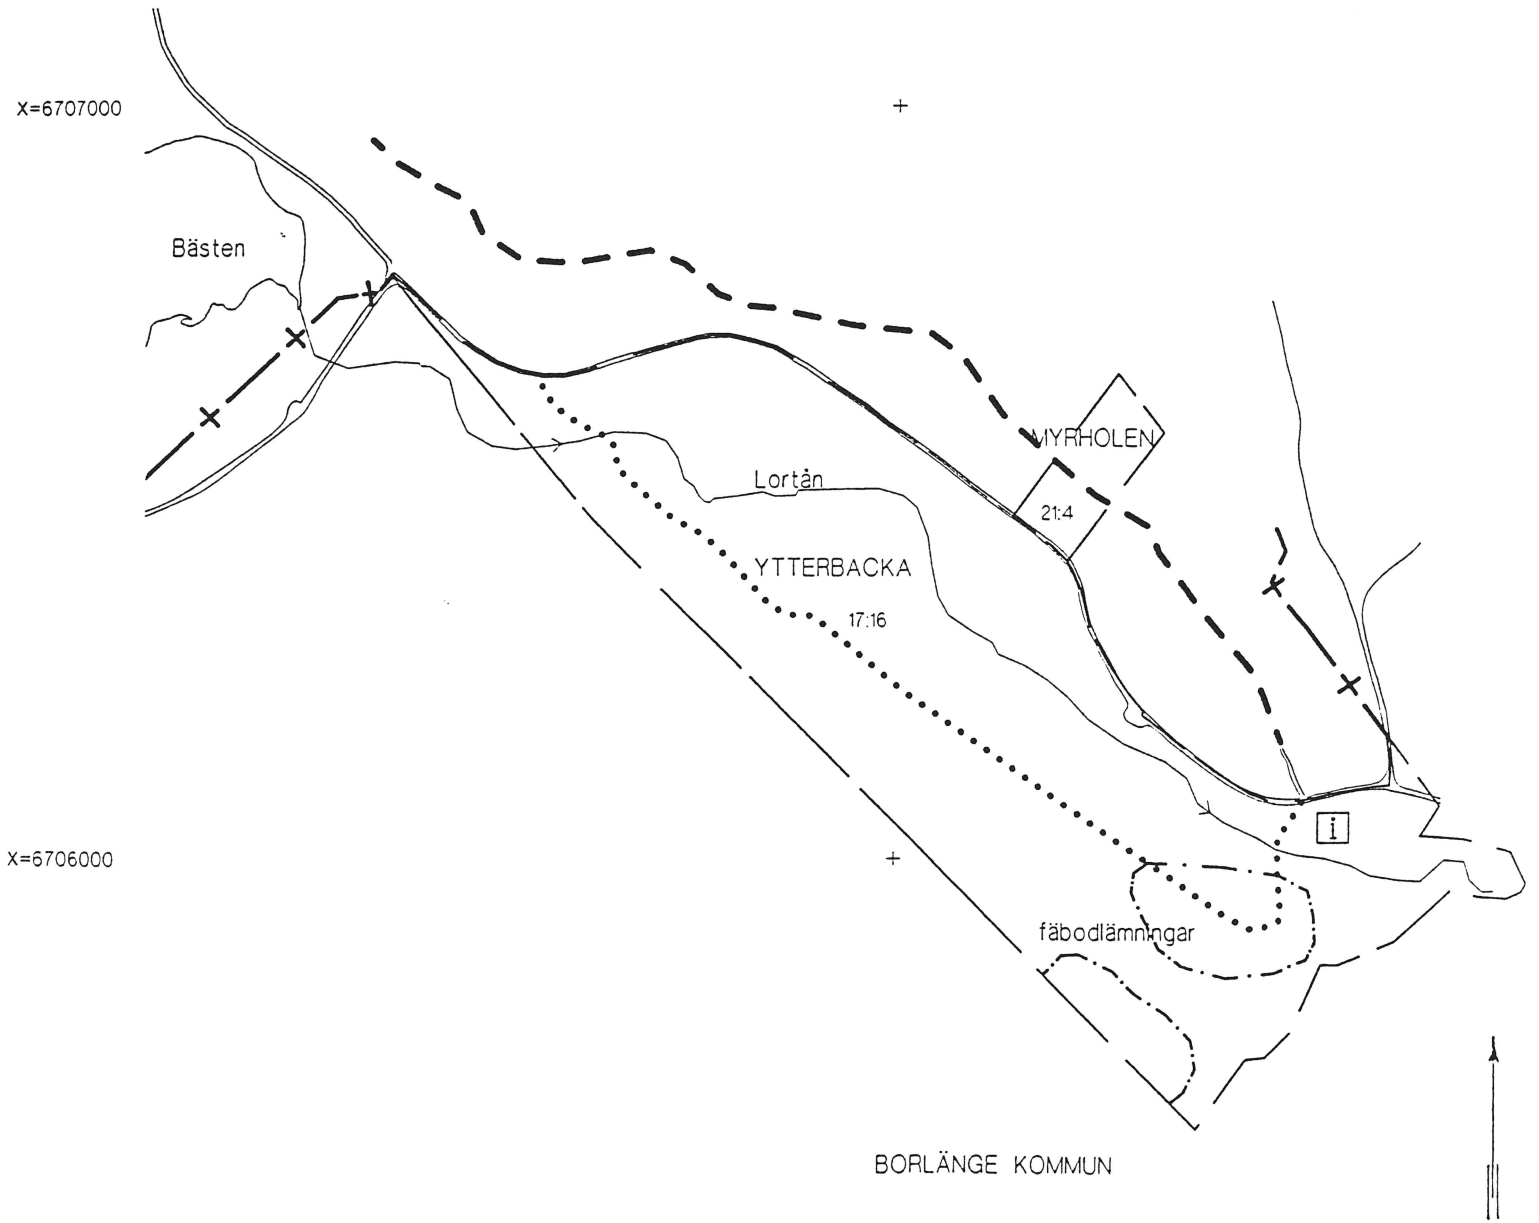 X=6707000
Bästen
MYRHOLEN
Lortån
21:4
YTTERBACKA
17:16
i
X=6706000
fäbodlämningar
BORLÄNGE KOMMUN